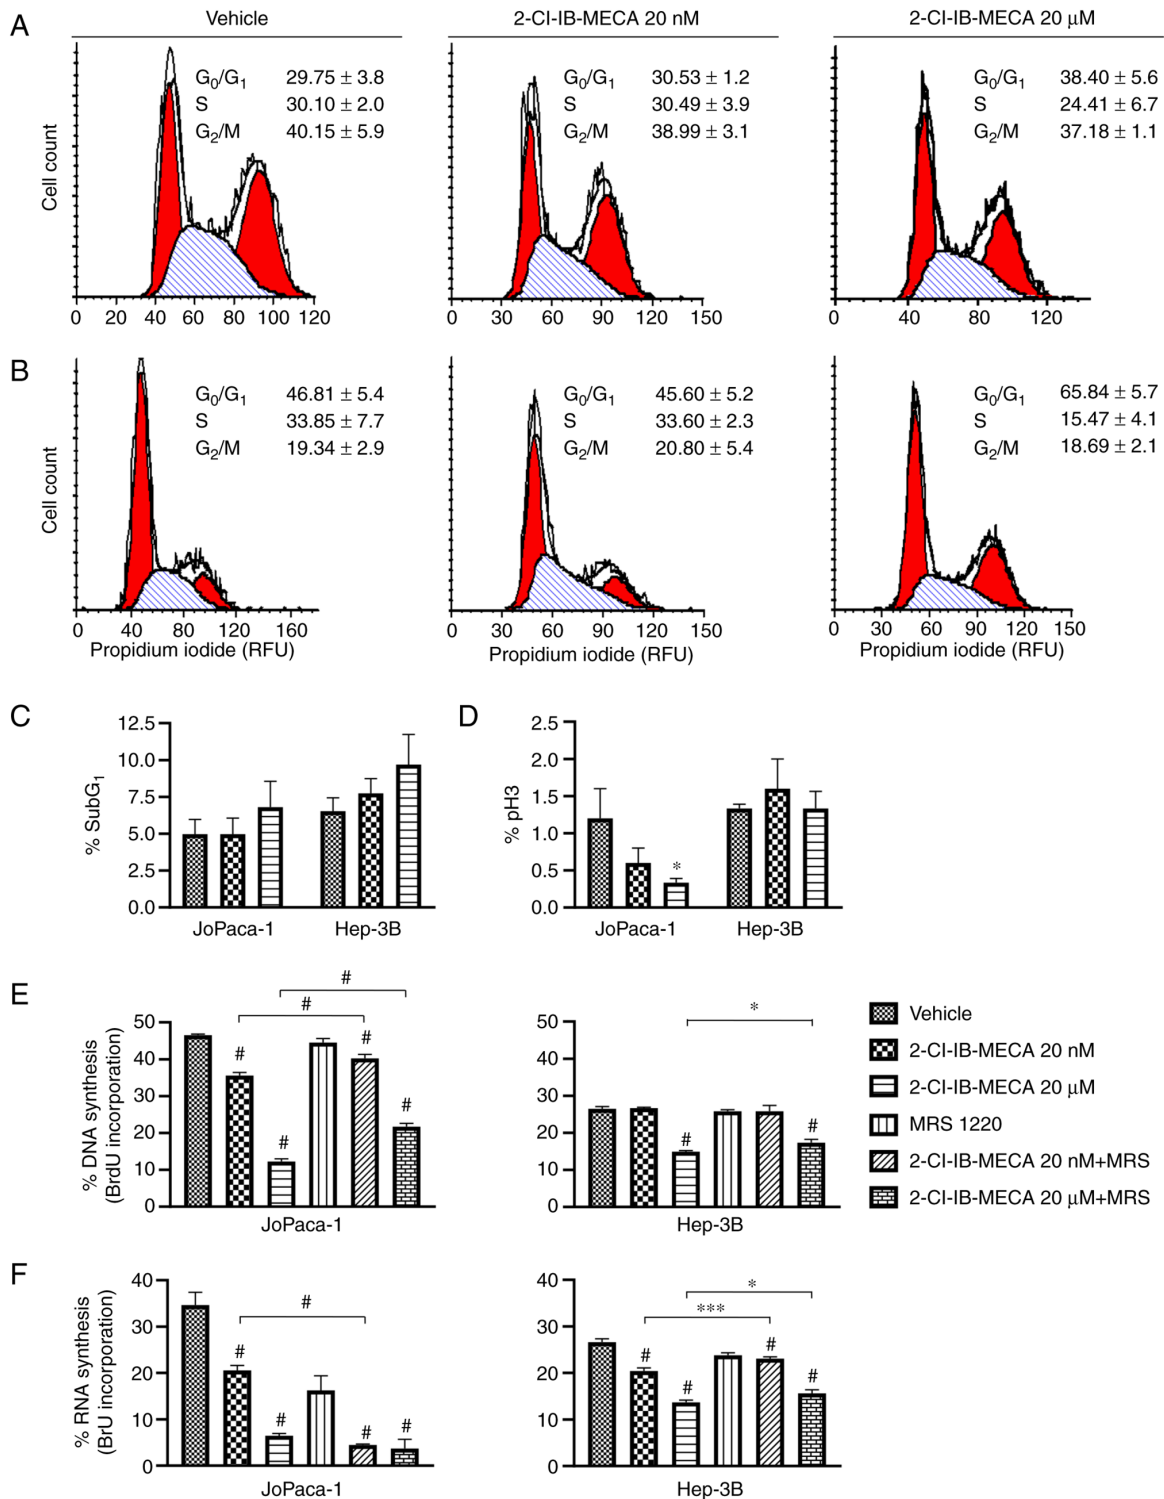 A
Vehicle
2-CI-IB-MECA 20 nM
2-CI-IB-MECA 20 μM
Cell count
G0/G1 29.75 ± 3.8
S 30.10 ± 2.0
G2/M 40.15 ± 5.9
0 20 40 60 80 100 120
G0/G1 30.53 ± 1.2
S 30.49 ± 3.9
G2/M 38.99 ± 3.1
0 30 60 90 120 150
G0/G1 38.40 ± 5.6
S 24.41 ± 6.7
G2/M 37.18 ± 1.1
0 40 80 120
B
Cell count
G0/G1 46.81 ± 5.4
S 33.85 ± 7.7
G2/M 19.34 ± 2.9
0 40 80 120 160
Propidium iodide (RFU)
G0/G1 45.60 ± 5.2
S 33.60 ± 2.3
G2/M 20.80 ± 5.4
0 30 60 90 120 150
Propidium iodide (RFU)
G0/G1 65.84 ± 5.7
S 15.47 ± 4.1
G2/M 18.69 ± 2.1
0 30 60 90 120 150
Propidium iodide (RFU)
C
% SubG1
12.5
10.0
7.5
5.0
2.5
0.0
JoPaca-1 Hep-3B
D
% pH3
2.5
2.0
1.5
1.0
0.5
0.0
*
JoPaca-1 Hep-3B
E
% DNA synthesis
(BrdU incorporation)
50
40
30
20
10
0
#
#
# # # # #
JoPaca-1
50
40
30
20
10
0
*
# #
Hep-3B
Vehicle
2-CI-IB-MECA 20 nM
2-CI-IB-MECA 20 μM
MRS 1220
2-CI-IB-MECA 20 nM+MRS
2-CI-IB-MECA 20 μM+MRS
F
% RNA synthesis
(BrU incorporation)
40
30
20
10
0
#
# # # #
JoPaca-1
40
30
20
10
0
*
***
# # # #
Hep-3B